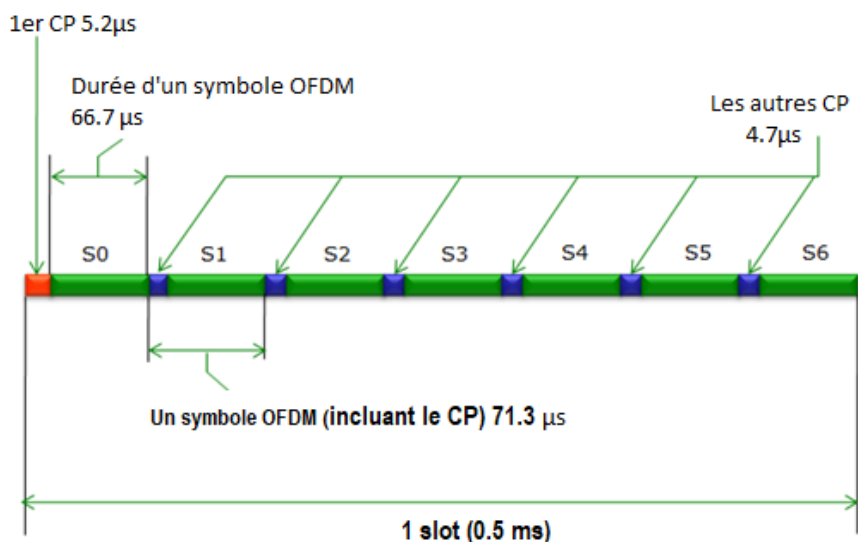 1er CP 5.2µs
Durée d'un symbole OFDM
66.7 µs
Les autres CP
4.7µs
S0 S1 S2 S3 S4 S5 S6
Un symbole OFDM (incluant le CP) 71.3 µs
1 slot (0.5 ms)